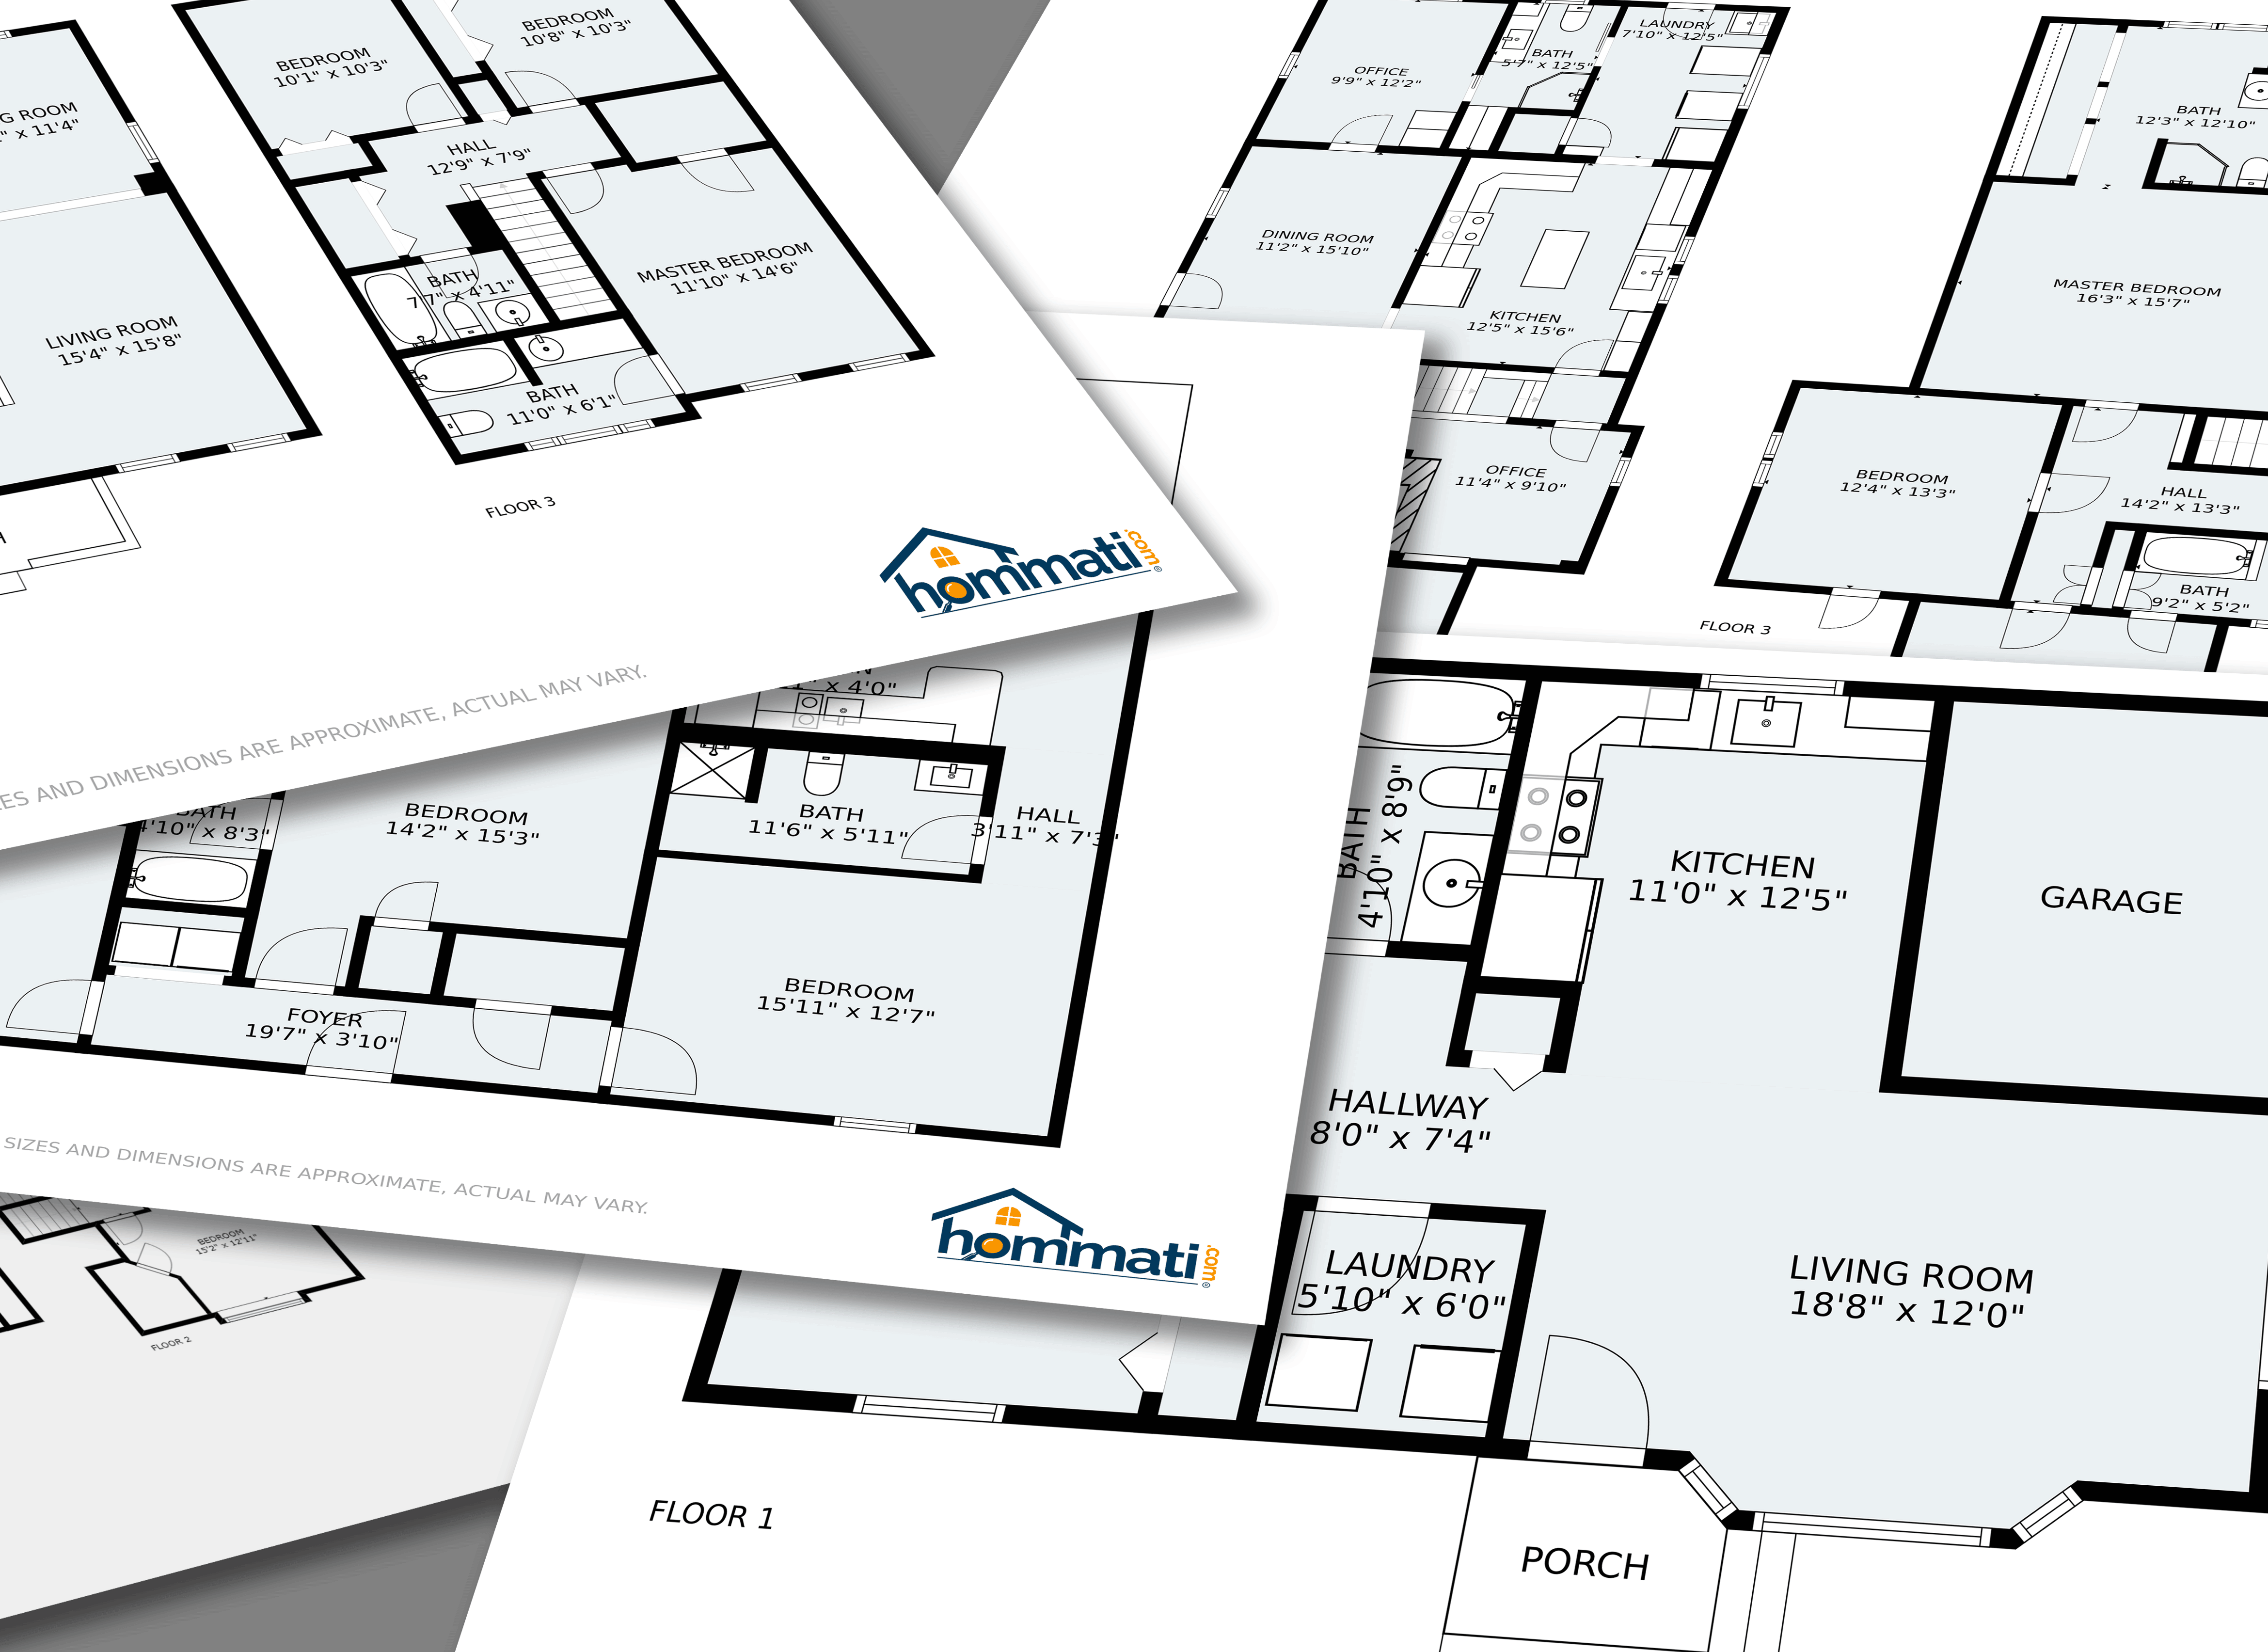 BEDROOM
10'1" x 10'3"
BEDROOM
10'8" x 10'3"
G ROOM
" x 11'4"
HALL
12'9" x 7'9"
LIVING ROOM
15'4" x 15'8"
BATH
7'7" x 4'11"
MASTER BEDROOM
11'10" x 14'6"
BATH
11'0" x 6'1"
FLOOR 3
hommati.com®
ES AND DIMENSIONS ARE APPROXIMATE, ACTUAL MAY VARY.
OFFICE
9'9" x 12'2"
BATH
5'7" x 12'5"
LAUNDRY
7'10" x 12'5"
DINING ROOM
11'2" x 15'10"
KITCHEN
12'5" x 15'6"
OFFICE
11'4" x 9'10"
BATH
12'3" x 12'10"
MASTER BEDROOM
16'3" x 15'7"
BEDROOM
12'4" x 13'3"
HALL
14'2" x 13'3"
BATH
9'2" x 5'2"
FLOOR 3
x 4'0"
BATH
4'10" x 8'3"
BEDROOM
14'2" x 15'3"
BATH
11'6" x 5'11"
HALL
3'11" x 7'3"
BEDROOM
15'11" x 12'7"
FOYER
19'7" x 3'10"
SIZES AND DIMENSIONS ARE APPROXIMATE, ACTUAL MAY VARY.
hommati.com®
BEDROOM
15'2" x 12'11"
FLOOR 2
BATH
4'10" x 8'9"
KITCHEN
11'0" x 12'5"
GARAGE
HALLWAY
8'0" x 7'4"
LAUNDRY
5'10" x 6'0"
LIVING ROOM
18'8" x 12'0"
FLOOR 1
PORCH